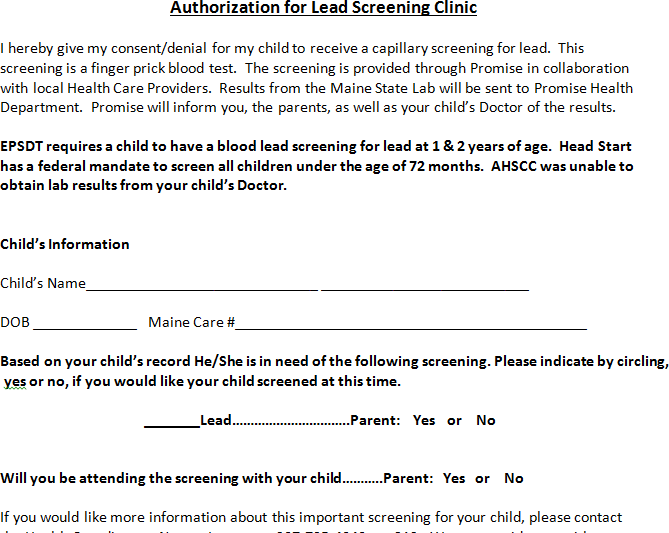 Authorization for Lead Screening Clinic
I hereby give my consent/denial for my child to receive a capillary screening for lead. This
screening is a finger prick blood test. The screening is provided through Promise in collaboration
with local Health Care Providers. Results from the Maine State Lab will be sent to Promise Health
Department. Promise will inform you, the parents, as well as your child's Doctor of the results.
EPSDT requires a child to have a blood lead screening for lead at 1 & 2 years of age. Head Start
has a federal mandate to screen all children under the age of 72 months. AHSCC was unable to
obtain lab results from your child's Doctor.
Child's Information
Child's Name____________________________ _________________________
DOB _____________ Maine Care #____________________________________________
Based on your child's record He/She is in need of the following screening. Please indicate by circling,
yes or no, if you would like your child screened at this time.
_______Lead................................Parent: Yes or No
Will you be attending the screening with your child...........Parent: Yes or No
If you would like more information about this important screening for your child, please contact